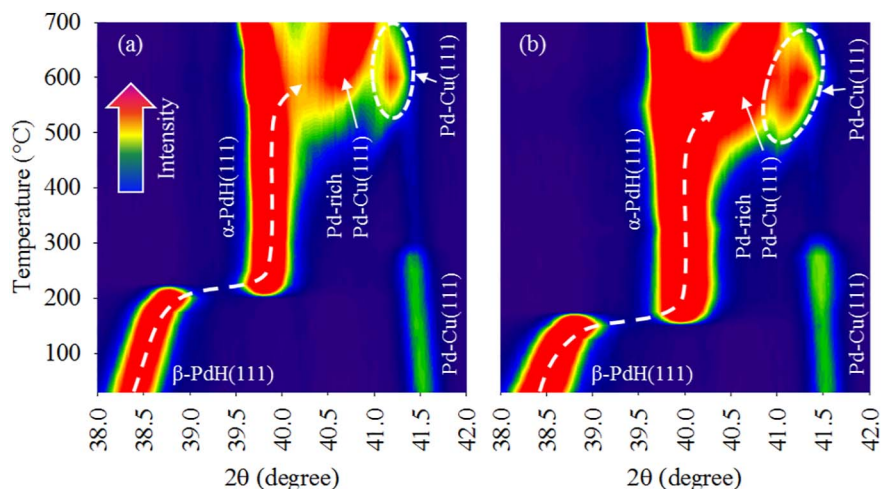 700
600
500
400
300
200
100
Temperature (°C)
(a)
Intensity
α-PdH(111)
Pd-rich
Pd-Cu(111)
Pd-Cu(111)
Pd-Cu(111)
β-PdH(111)
38.0
38.5
39.0
39.5
40.0
40.5
41.0
41.5
42.0
2θ (degree)
(b)
α-PdH(111)
Pd-rich
Pd-Cu(111)
Pd-Cu(111)
Pd-Cu(111)
β-PdH(111)
38.0
38.5
39.0
39.5
40.0
40.5
41.0
41.5
42.0
2θ (degree)